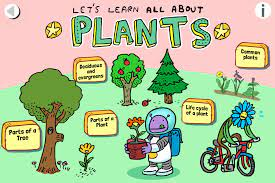 LET'S LEARN ALL ABOUT
PLANTS
Deciduous
and
evergreens
Common
plants
Parts of a
Tree
Parts of a
Plant
Life cycle
of a plant
i